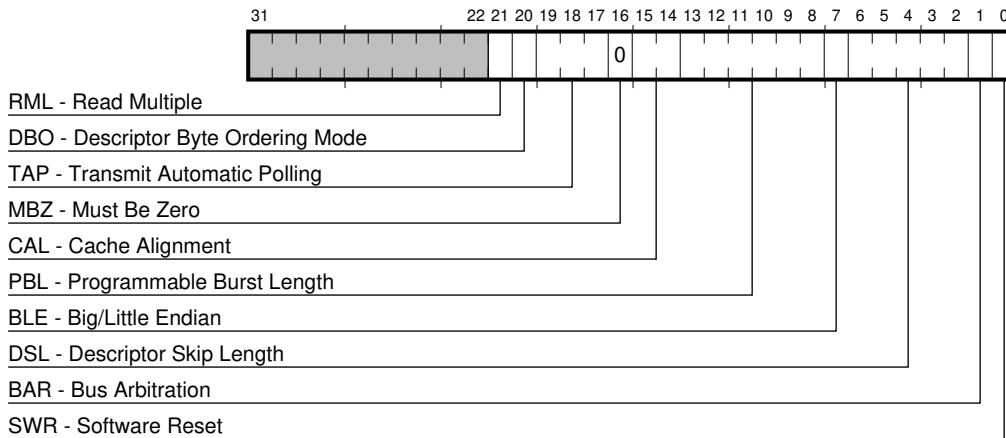 31 22 21 20 19 18 17 16 15 14 13 12 11 10 9 8 7 6 5 4 3 2 1 0
0
RML - Read Multiple
DBO - Descriptor Byte Ordering Mode
TAP - Transmit Automatic Polling
MBZ - Must Be Zero
CAL - Cache Alignment
PBL - Programmable Burst Length
BLE - Big/Little Endian
DSL - Descriptor Skip Length
BAR - Bus Arbitration
SWR - Software Reset